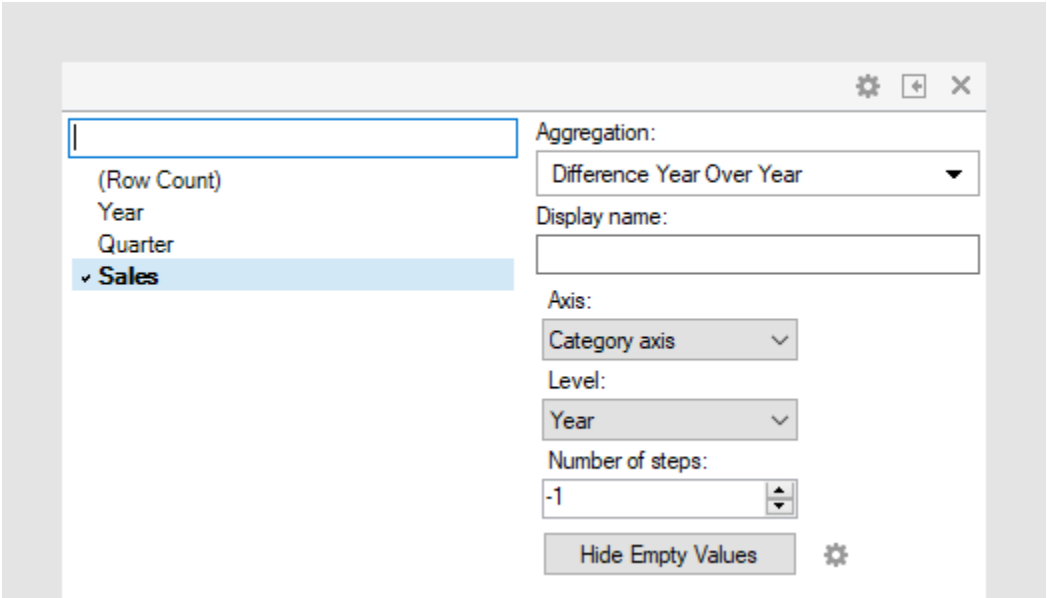 (Row Count)
Year
Quarter
Sales
Aggregation:
Difference Year Over Year
Display name:
Axis:
Category axis
Level:
Year
Number of steps:
-1
Hide Empty Values